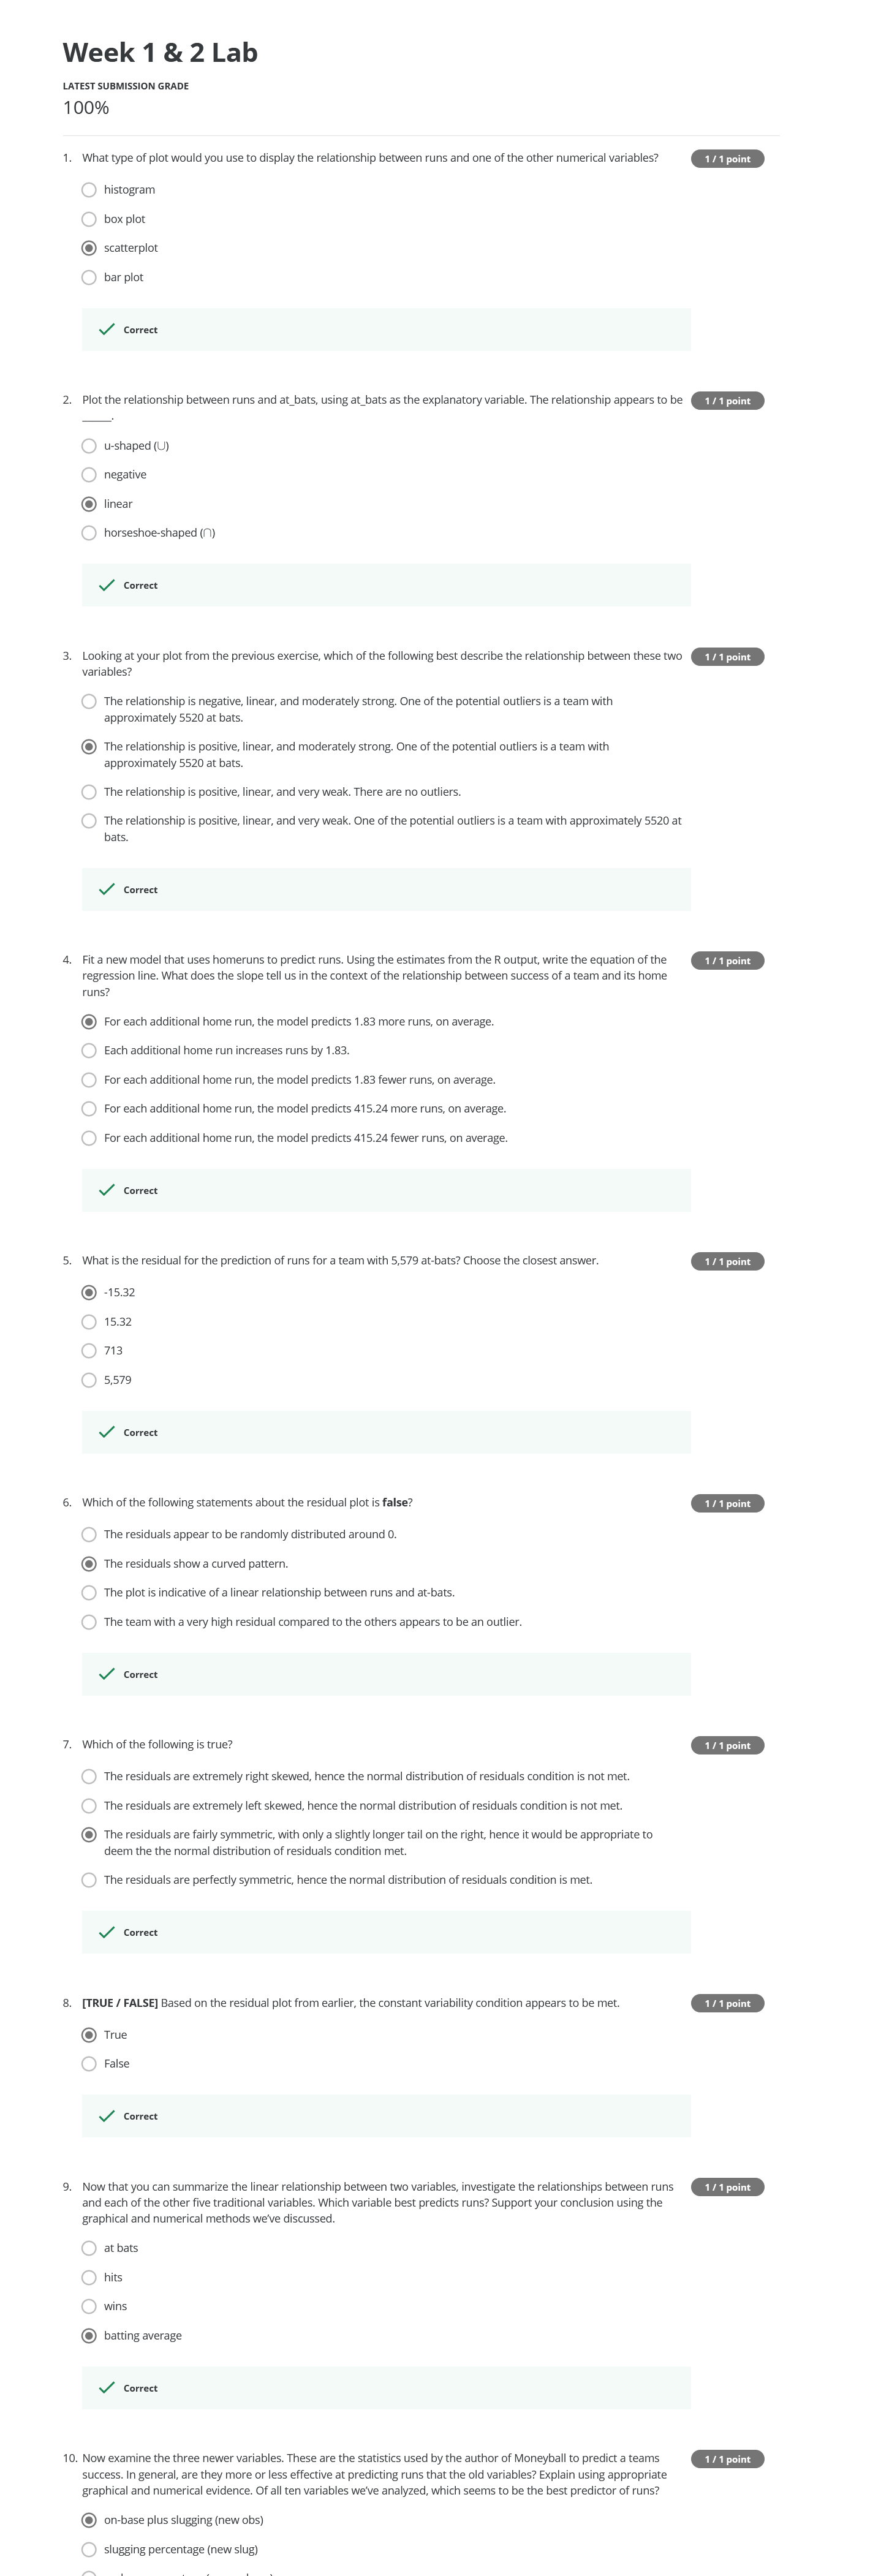 Week 1 & 2 Lab
LATEST SUBMISSION GRADE
100%
1. What type of plot would you use to display the relationship between runs and one of the other numerical variables?
1 / 1 point
histogram
box plot
scatterplot
bar plot
Correct
2. Plot the relationship between runs and at_bats, using at_bats as the explanatory variable. The relationship appears to be
1 / 1 point
______.
u-shaped (∪)
negative
linear
horseshoe-shaped (∩)
Correct
3. Looking at your plot from the previous exercise, which of the following best describe the relationship between these two
1 / 1 point
variables?
The relationship is negative, linear, and moderately strong. One of the potential outliers is a team with
approximately 5520 at bats.
The relationship is positive, linear, and moderately strong. One of the potential outliers is a team with
approximately 5520 at bats.
The relationship is positive, linear, and very weak. There are no outliers.
The relationship is positive, linear, and very weak. One of the potential outliers is a team with approximately 5520 at
bats.
Correct
4. Fit a new model that uses homeruns to predict runs. Using the estimates from the R output, write the equation of the
1 / 1 point
regression line. What does the slope tell us in the context of the relationship between success of a team and its home
runs?
For each additional home run, the model predicts 1.83 more runs, on average.
Each additional home run increases runs by 1.83.
For each additional home run, the model predicts 1.83 fewer runs, on average.
For each additional home run, the model predicts 415.24 more runs, on average.
For each additional home run, the model predicts 415.24 fewer runs, on average.
Correct
5. What is the residual for the prediction of runs for a team with 5,579 at-bats? Choose the closest answer.
1 / 1 point
-15.32
15.32
713
5,579
Correct
6. Which of the following statements about the residual plot is false?
1 / 1 point
The residuals appear to be randomly distributed around 0.
The residuals show a curved pattern.
The plot is indicative of a linear relationship between runs and at-bats.
The team with a very high residual compared to the others appears to be an outlier.
Correct
7. Which of the following is true?
1 / 1 point
The residuals are extremely right skewed, hence the normal distribution of residuals condition is not met.
The residuals are extremely left skewed, hence the normal distribution of residuals condition is not met.
The residuals are fairly symmetric, with only a slightly longer tail on the right, hence it would be appropriate to
deem the the normal distribution of residuals condition met.
The residuals are perfectly symmetric, hence the normal distribution of residuals condition is met.
Correct
8. [TRUE / FALSE] Based on the residual plot from earlier, the constant variability condition appears to be met.
1 / 1 point
True
False
Correct
9. Now that you can summarize the linear relationship between two variables, investigate the relationships between runs
1 / 1 point
and each of the other five traditional variables. Which variable best predicts runs? Support your conclusion using the
graphical and numerical methods we've discussed.
at bats
hits
wins
batting average
Correct
10. Now examine the three newer variables. These are the statistics used by the author of Moneyball to predict a teams
1 / 1 point
success. In general, are they more or less effective at predicting runs that the old variables? Explain using appropriate
graphical and numerical evidence. Of all ten variables we've analyzed, which seems to be the best predictor of runs?
on-base plus slugging (new obs)
slugging percentage (new slug)